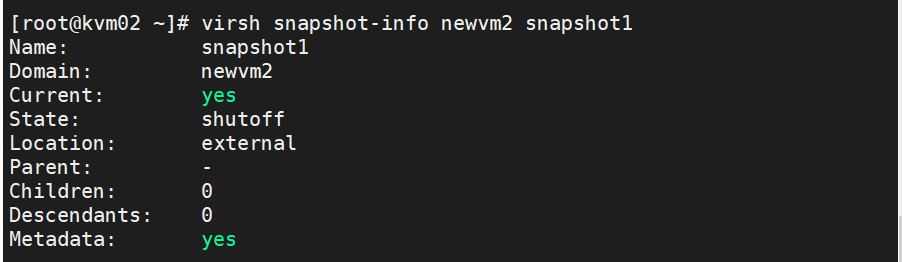 [root@kvm02 ~]# virsh snapshot-info newvm2 snapshot1
Name:           snapshot1
Domain:         newvm2
Current:        yes
State:          shutoff
Location:       external
Parent:         -
Children:       0
Descendants:    0
Metadata:       yes